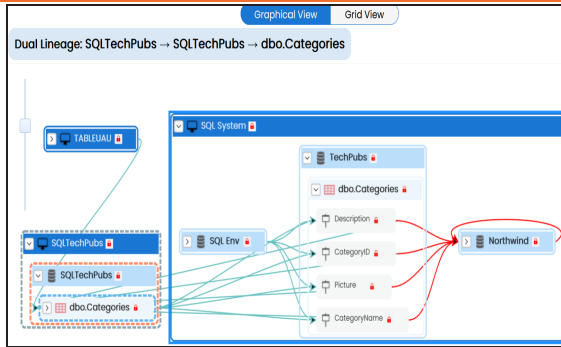 Graphical View Grid View
Dual Lineage: SQLTechPubs → SQLTechPubs → dbo.Categories
SQL System
TABLEUAU
TechPubs
dbo.Categories
Description
SQL Env
Northwind
CategoryID
Picture
CategoryName
SQLTechPubs
SQLTechPubs
dbo.Categories